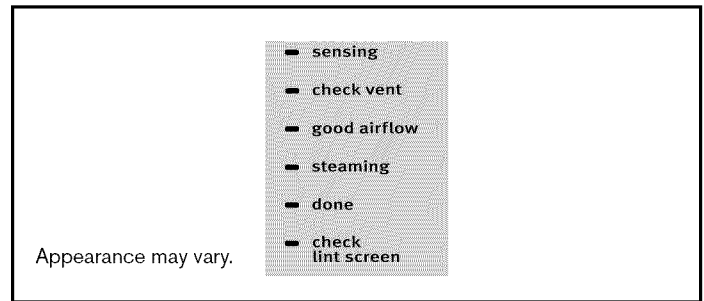 sensing
check vent
good airflow
steaming
done
check
lint screen
Appearance may vary.